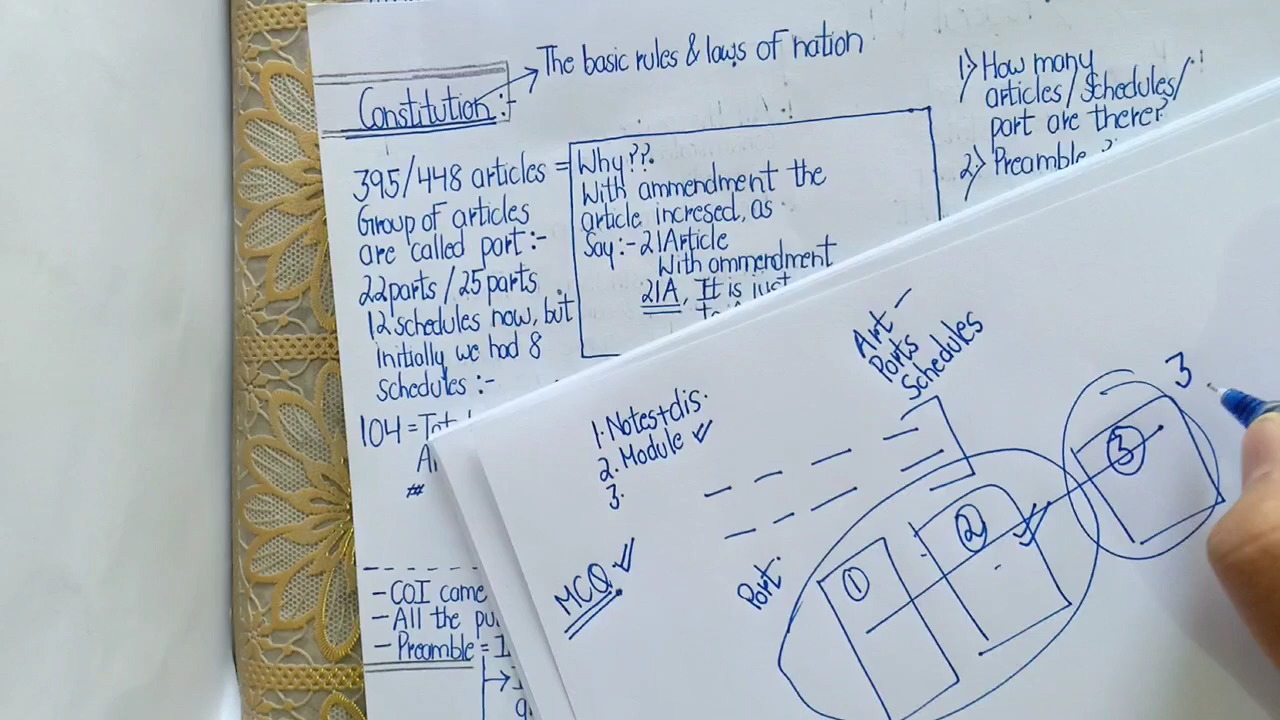 The basic rules & laws of nation
Constitution :-
395/448 articles =
Group of articles
are called part :-
22parts / 25 parts
12 schedules now, but
initially we had 8
schedules :-
104 =
##
Why??
With ammendment the
article incresed, as
Say :- 21 Article
With ammendment
21A, It is just
1) How many
articles/schedules/
part are there?
2) Preamble
- COI came
- All the
- Preamble =
Art -
Parts
Schedules
1. Notes + dis.
2. Module ✓
3.
MCQ ✓
Part.
1
2
3
3